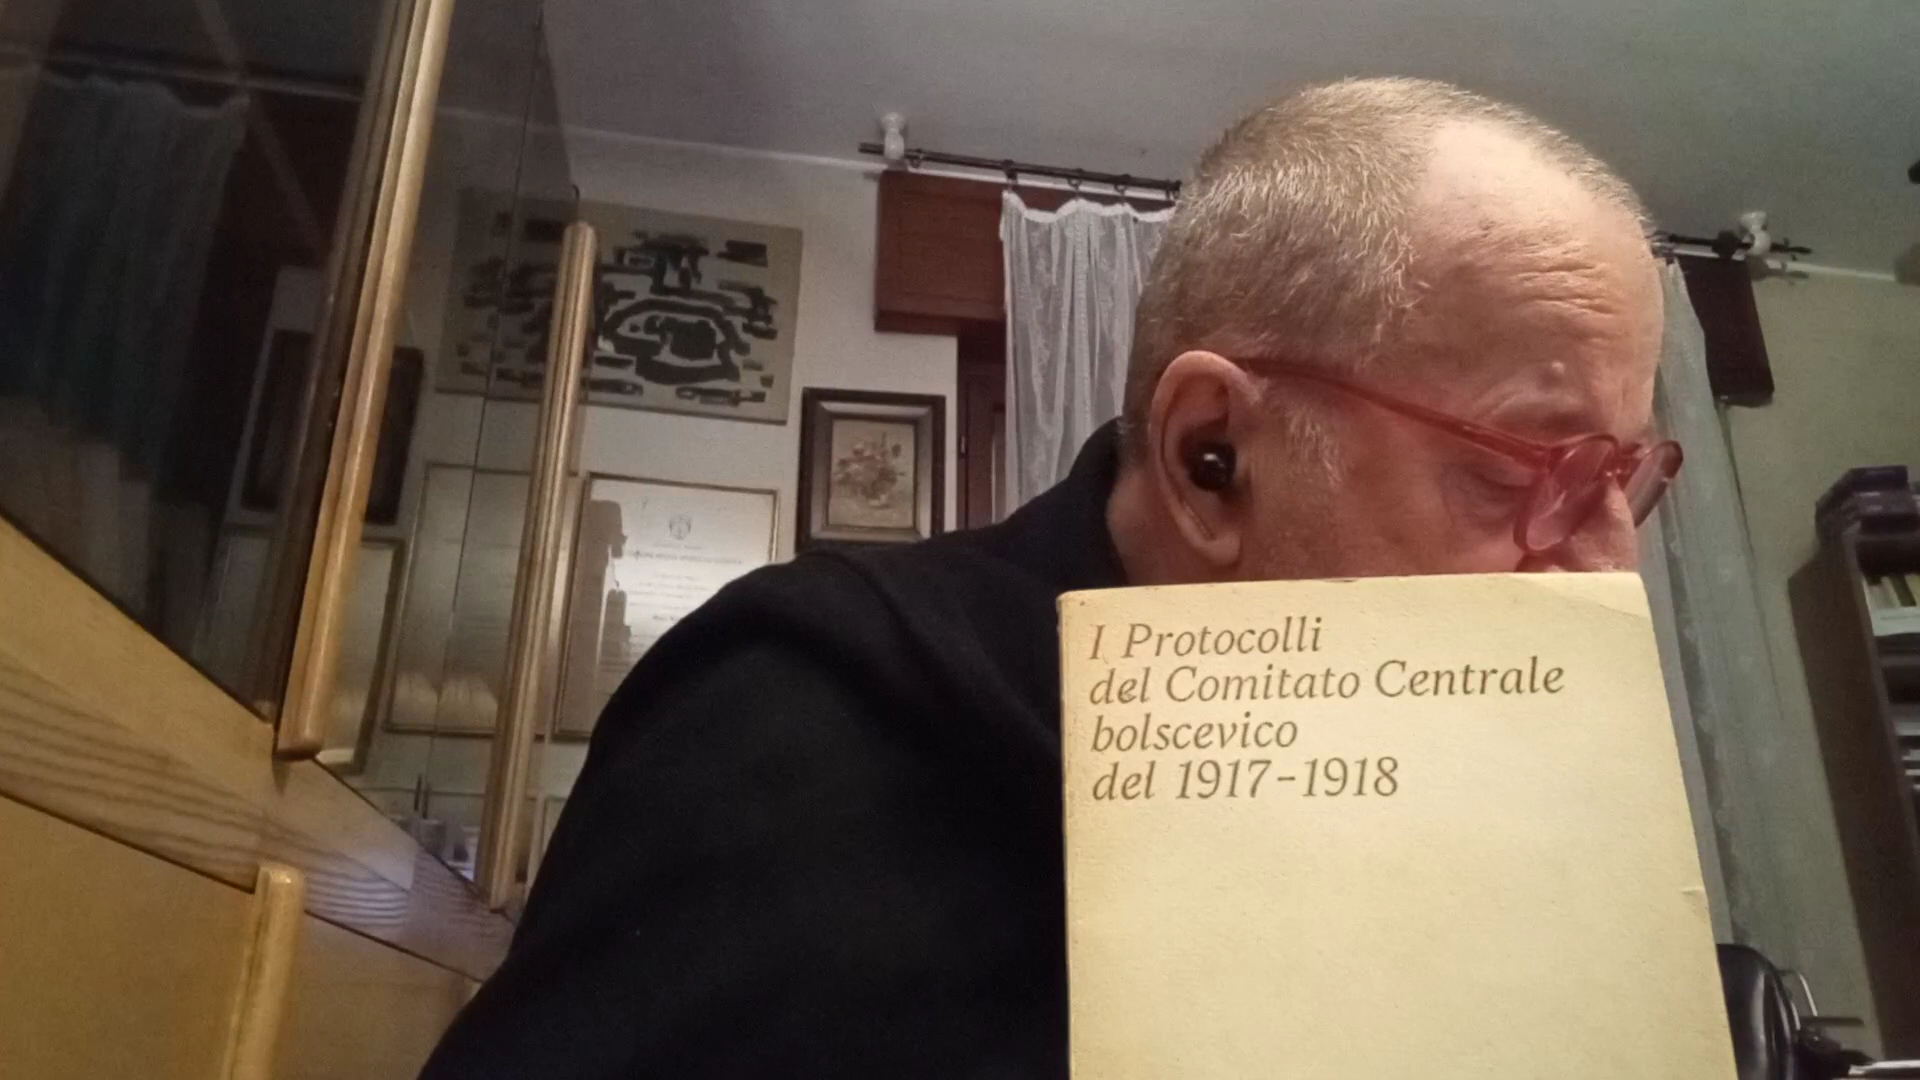 I Protocolli
del Comitato Centrale
bolscevico
del 1917-1918